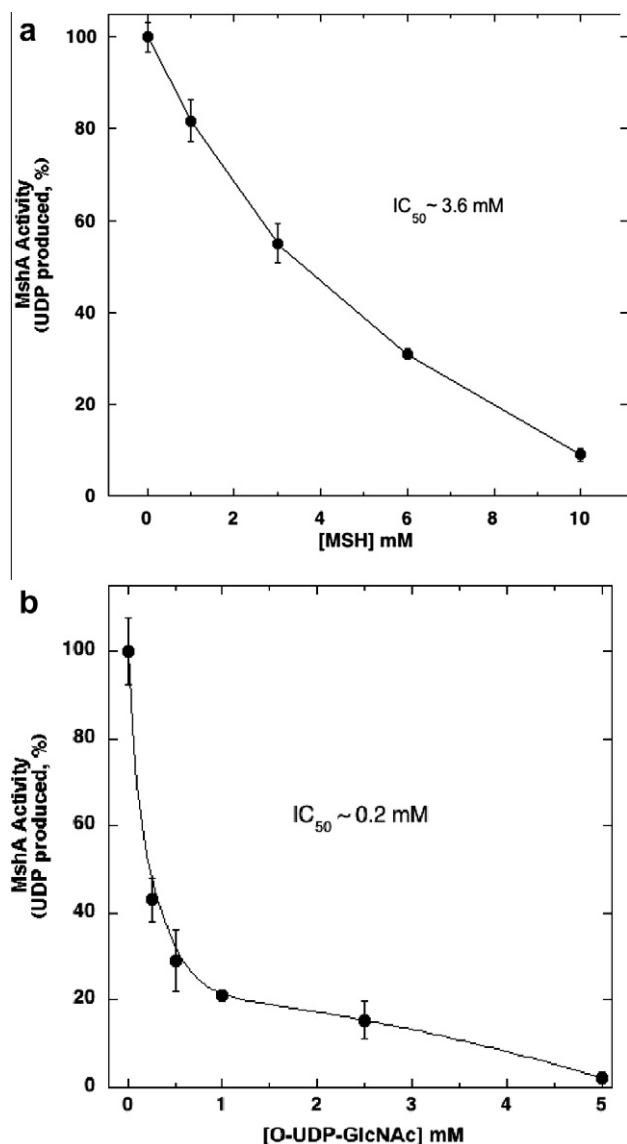 a
100
80
60
40
20
0
MshA Activity
(UDP produced, %)
IC50 ~ 3.6 mM
0 2 4 6 8 10
[MSH] mM
b
100
80
60
40
20
0
MshA Activity
(UDP produced, %)
IC50 ~ 0.2 mM
0 1 2 3 4 5
[O-UDP-GlcNAc] mM